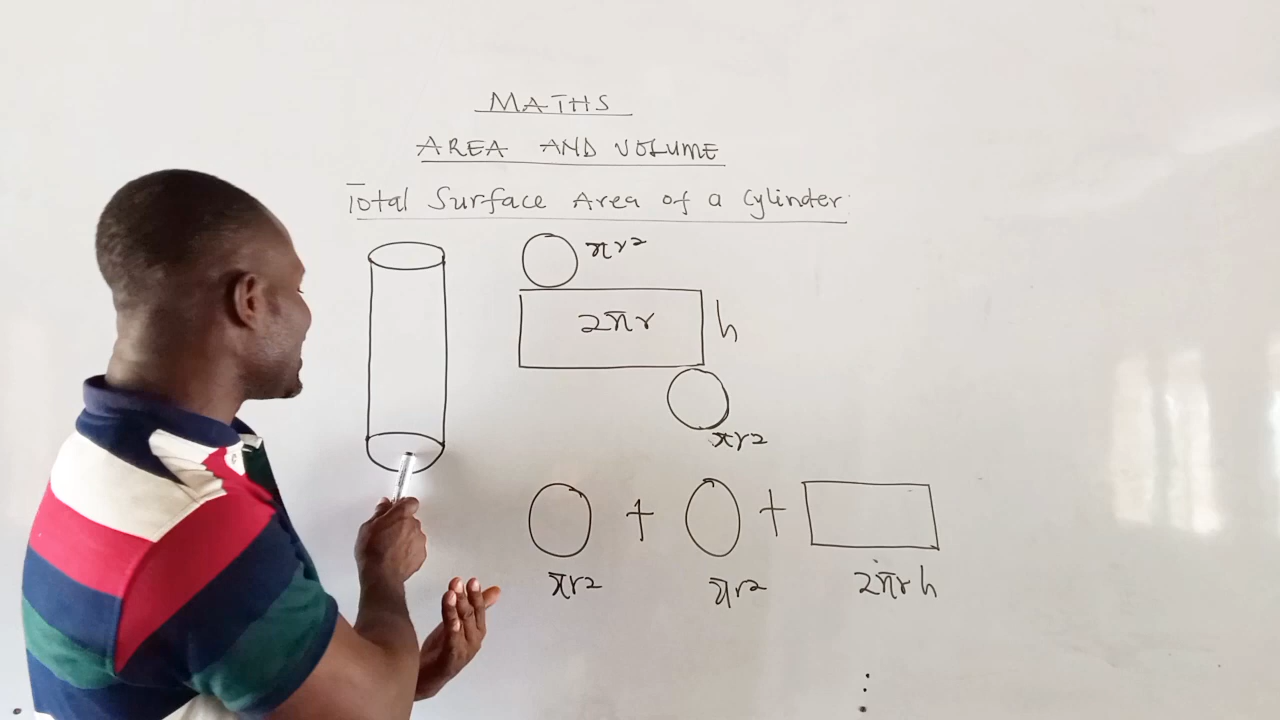 MATHS
AREA AND VOLUME
Total Surface Area of a Cylinder
πr²
2πr h
πr²
+ +
πr² πr² 2πrh